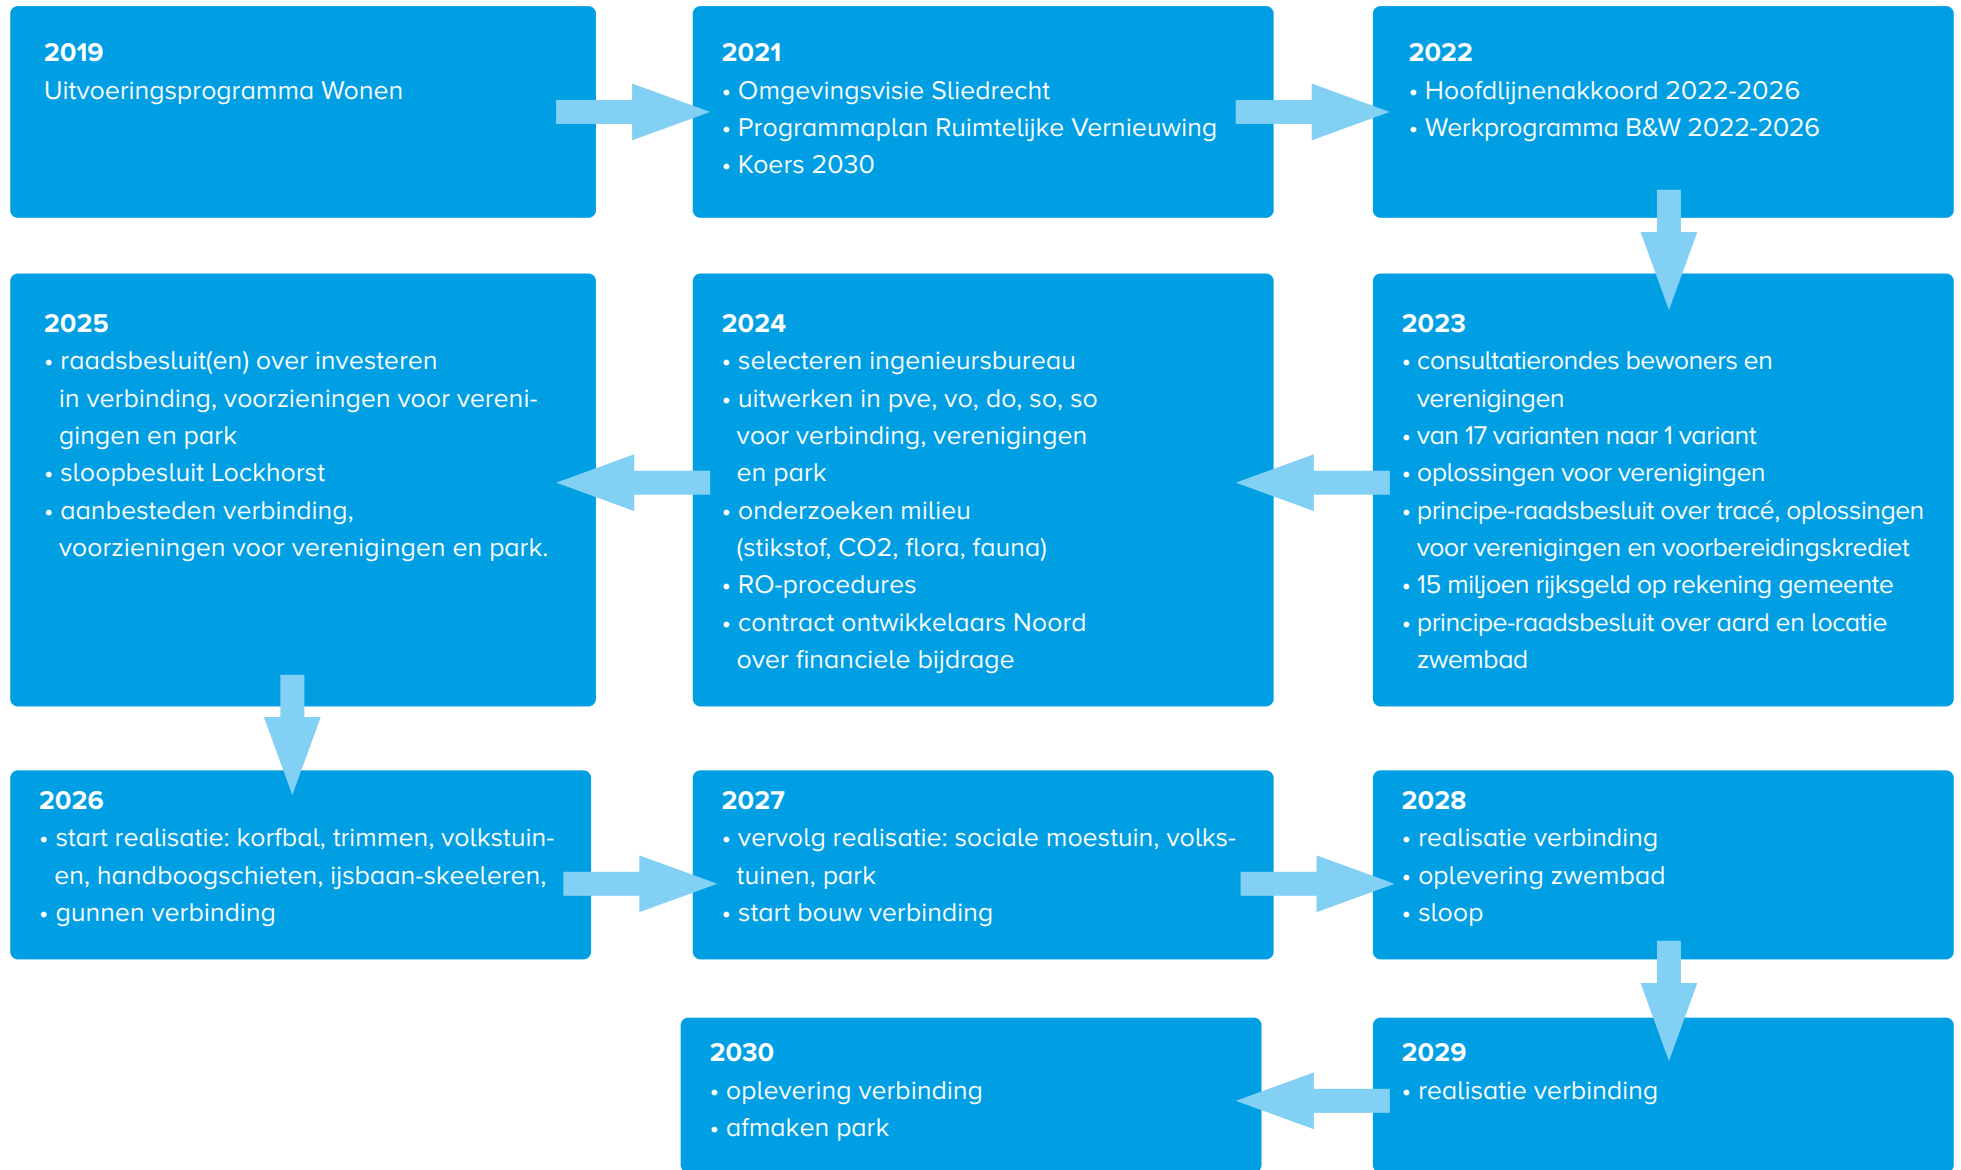 2019
Uitvoeringsprogramma Wonen
2021
• Omgevingsvisie Sliedrecht
• Programmaplan Ruimtelijke Vernieuwing
• Koers 2030
2022
• Hoofdlijnenakkoord 2022-2026
• Werkprogramma B&W 2022-2026
2023
• consultatierondes bewoners en
verenigingen
• van 17 varianten naar 1 variant
• oplossingen voor verenigingen
• principe-raadsbesluit over tracé, oplossingen
voor verenigingen en voorbereidingskrediet
• 15 miljoen rijksgeld op rekening gemeente
• principe-raadsbesluit over aard en locatie
zwembad
2024
• selecteren ingenieursbureau
• uitwerken in pve, vo, do, so, so
voor verbinding, verenigingen
en park
• onderzoeken milieu
(stikstof, CO2, flora, fauna)
• RO-procedures
• contract ontwikkelaars Noord
over financiele bijdrage
2025
• raadsbesluit(en) over investeren
in verbinding, voorzieningen voor vereni-
gingen en park
• sloopbesluit Lockhorst
• aanbesteden verbinding,
voorzieningen voor verenigingen en park.
2026
• start realisatie: korfbal, trimmen, volkstuin-
en, handboogschieten, ijsbaan-skeeleren,
• gunnen verbinding
2027
• vervolg realisatie: sociale moestuin, volks-
tuinen, park
• start bouw verbinding
2028
• realisatie verbinding
• oplevering zwembad
• sloop
2029
• realisatie verbinding
2030
• oplevering verbinding
• afmaken park